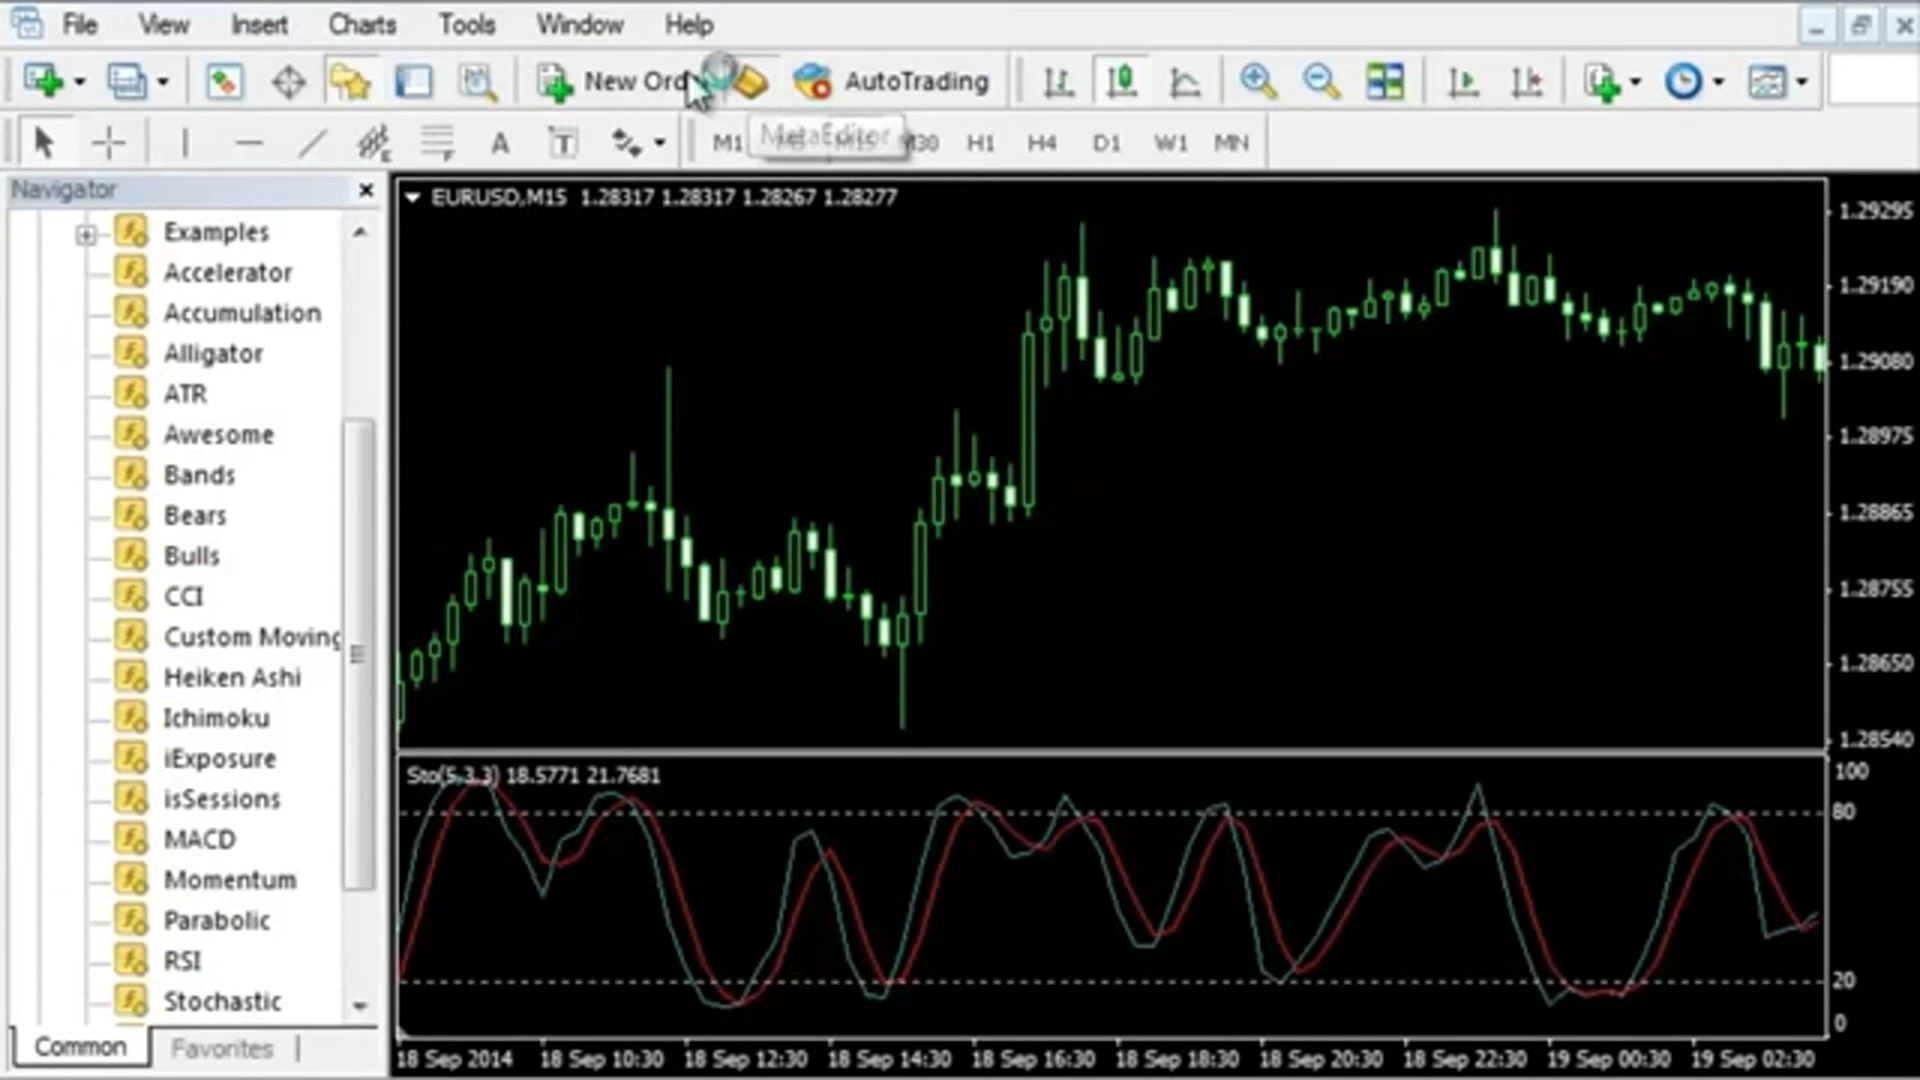 File View Insert Charts Tools Window Help
New Ord AutoTrading
MetaEditor
M1 M15 M30 H1 H4 D1 W1 MN
Navigator
Examples
Accelerator
Accumulation
Alligator
ATR
Awesome
Bands
Bears
Bulls
CCI
Custom Moving
Heiken Ashi
Ichimoku
iExposure
isSessions
MACD
Momentum
Parabolic
RSI
Stochastic
Common Favorites
EURUSD,M15 1.28317 1.28317 1.28267 1.28277
1.29295
1.29190
1.29080
1.28975
1.28865
1.28755
1.28650
1.28540
Sto(5,3,3) 18.5771 21.7681
100
80
20
0
18 Sep 2014 18 Sep 10:30 18 Sep 12:30 18 Sep 14:30 18 Sep 16:30 18 Sep 18:30 18 Sep 20:30 18 Sep 22:30 19 Sep 00:30 19 Sep 02:30